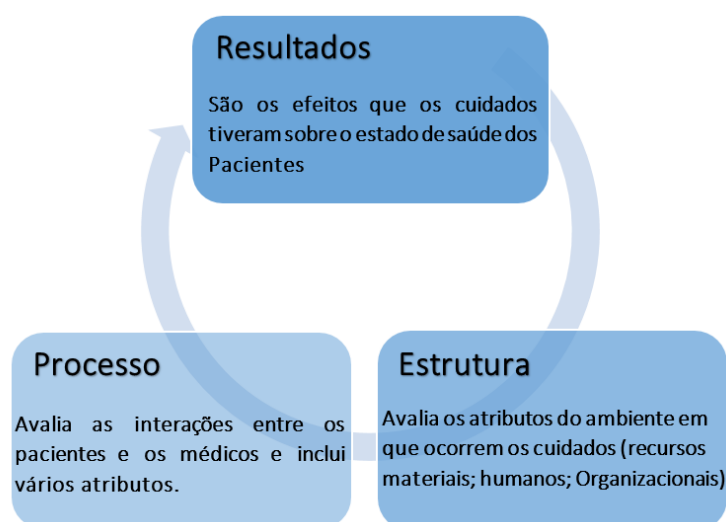 Resultados
São os efeitos que os cuidados
tiveram sobre o estado de saúde dos
Pacientes
Processo
Avalia as interações entre os
pacientes e os médicos e inclui
vários atributos.
Estrutura
Avalia os atributos do ambiente em
que ocorrem os cuidados (recursos
materiais; humanos; Organizacionais)